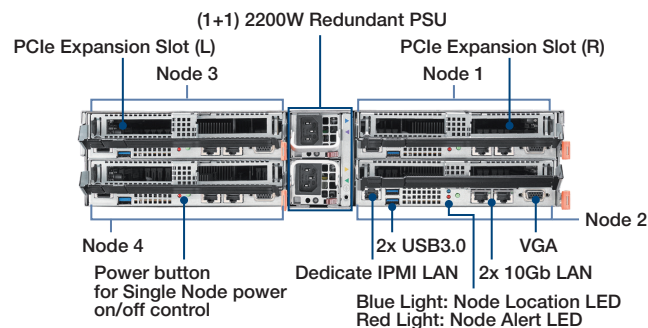 (1+1) 2200W Redundant PSU
PCIe Expansion Slot (L)
PCIe Expansion Slot (R)
Node 3
Node 1
Node 2
Node 4
2x USB3.0
VGA
Power button
for Single Node power
on/off control
Dedicate IPMI LAN
2x 10Gb LAN
Blue Light: Node Location LED
Red Light: Node Alert LED